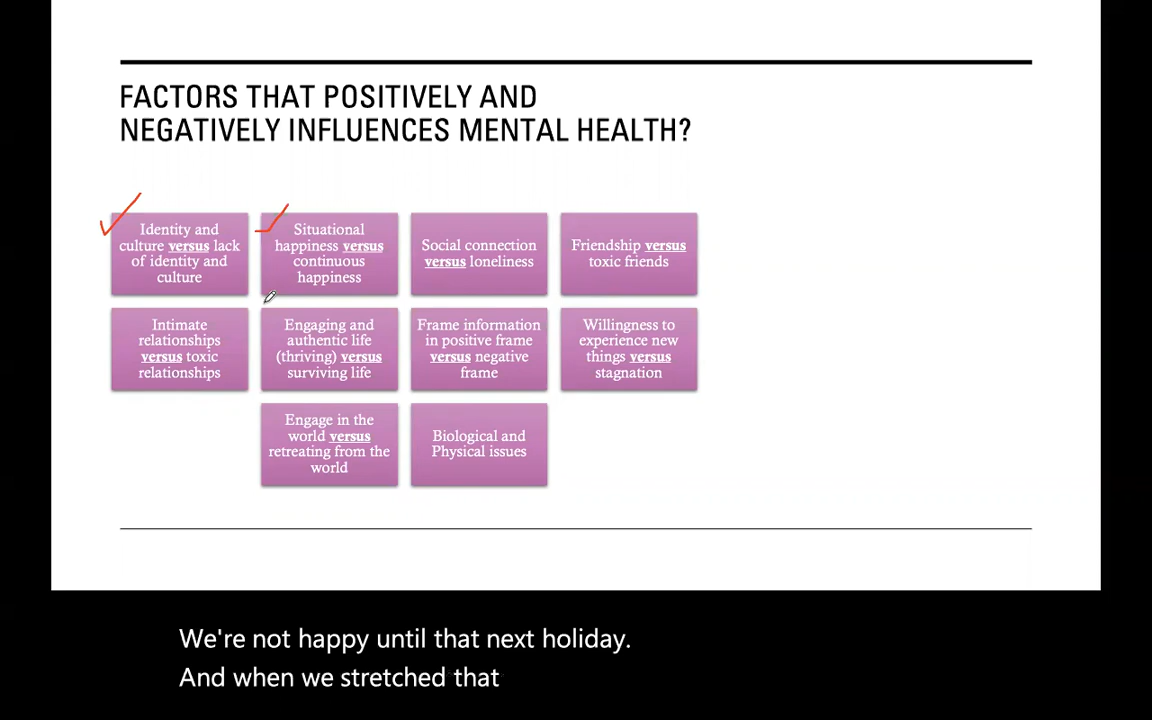 FACTORS THAT POSITIVELY AND
NEGATIVELY INFLUENCES MENTAL HEALTH?
Identity and
culture versus lack
of identity and
culture
Situational
happiness versus
continuous
happiness
Social connection
versus loneliness
Friendship versus
toxic friends
Intimate
relationships
versus toxic
relationships
Engaging and
authentic life
(thriving) versus
surviving life
Frame information
in positive frame
versus negative
frame
Willingness to
experience new
things versus
stagnation
Engage in the
world versus
retreating from the
world
Biological and
Physical issues
We're not happy until that next holiday.
And when we stretched that